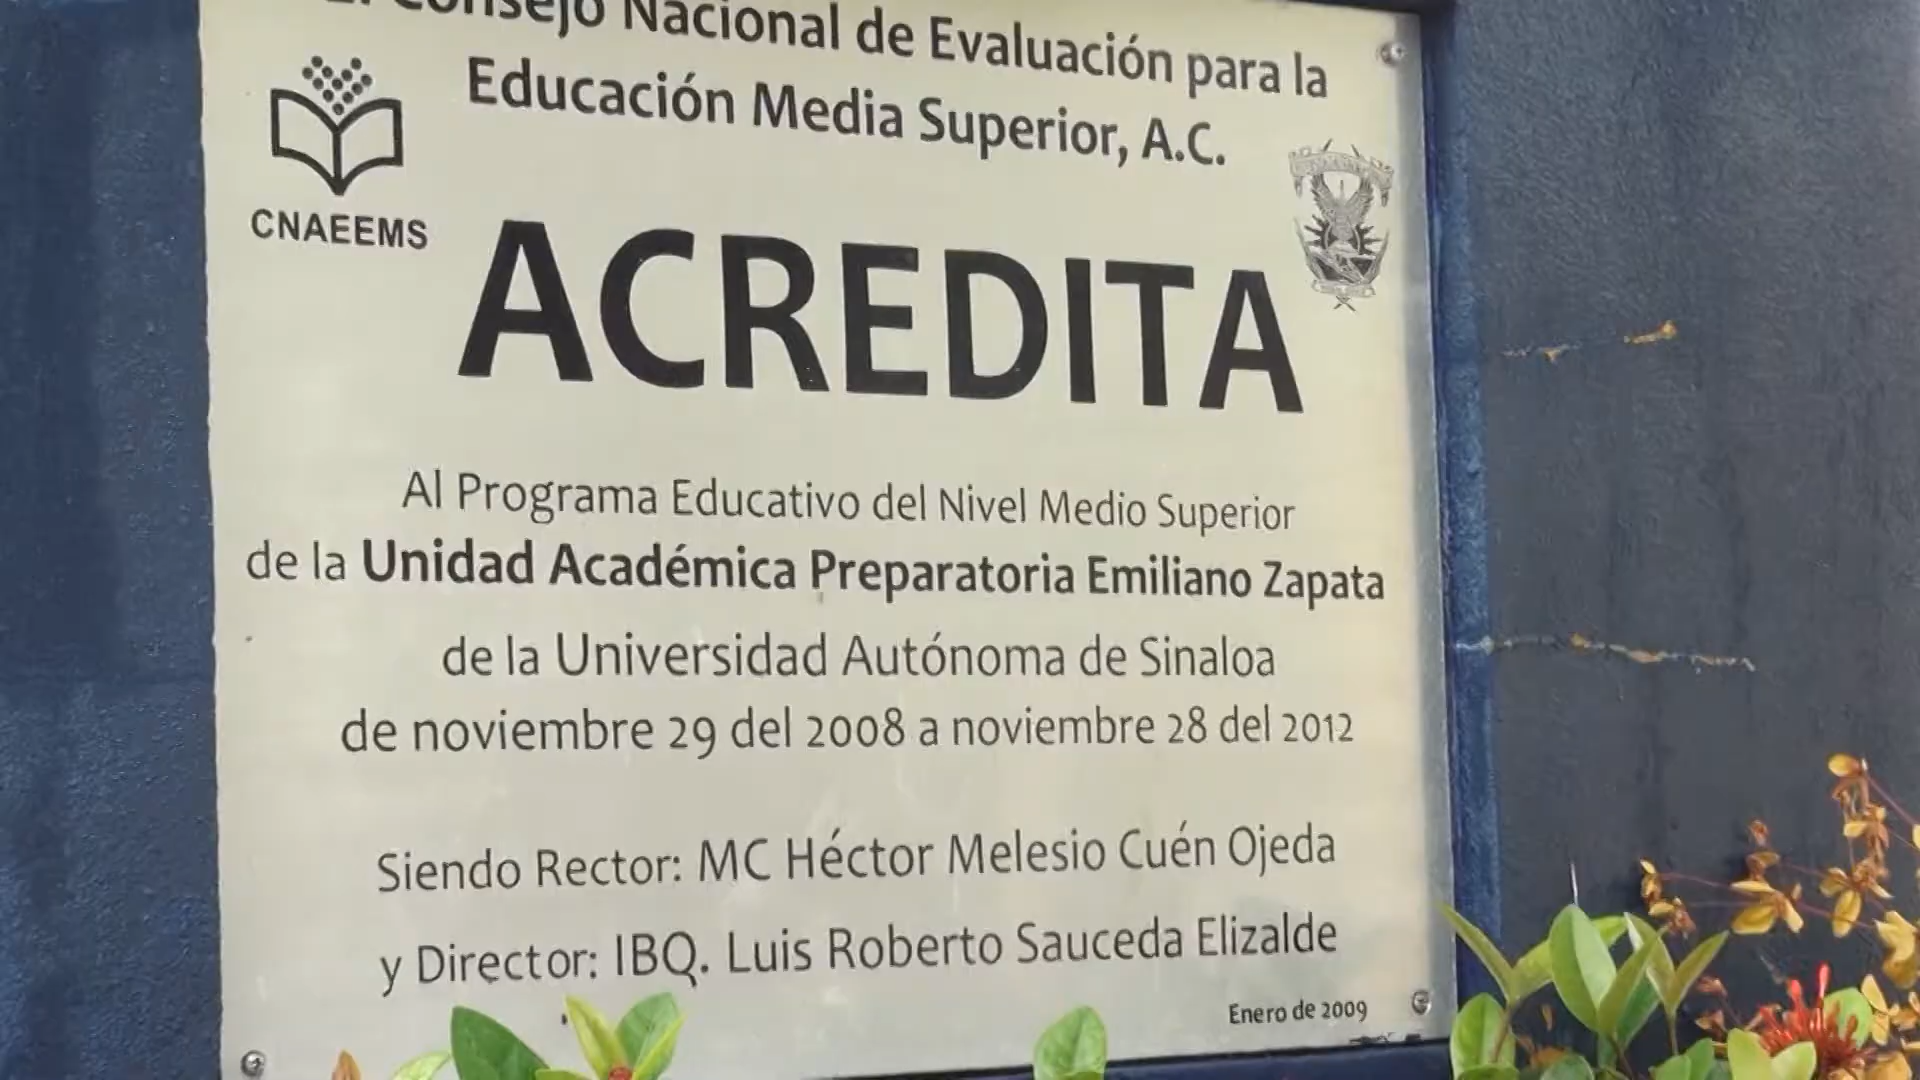 El Consejo Nacional de Evaluación para la
Educación Media Superior, A.C.
CNAEEMS
ACREDITA
Al Programa Educativo del Nivel Medio Superior
de la Unidad Académica Preparatoria Emiliano Zapata
de la Universidad Autónoma de Sinaloa
de noviembre 29 del 2008 a noviembre 28 del 2012
Siendo Rector: MC Héctor Melesio Cuén Ojeda
y Director: IBQ. Luis Roberto Sauceda Elizalde
Enero de 2009